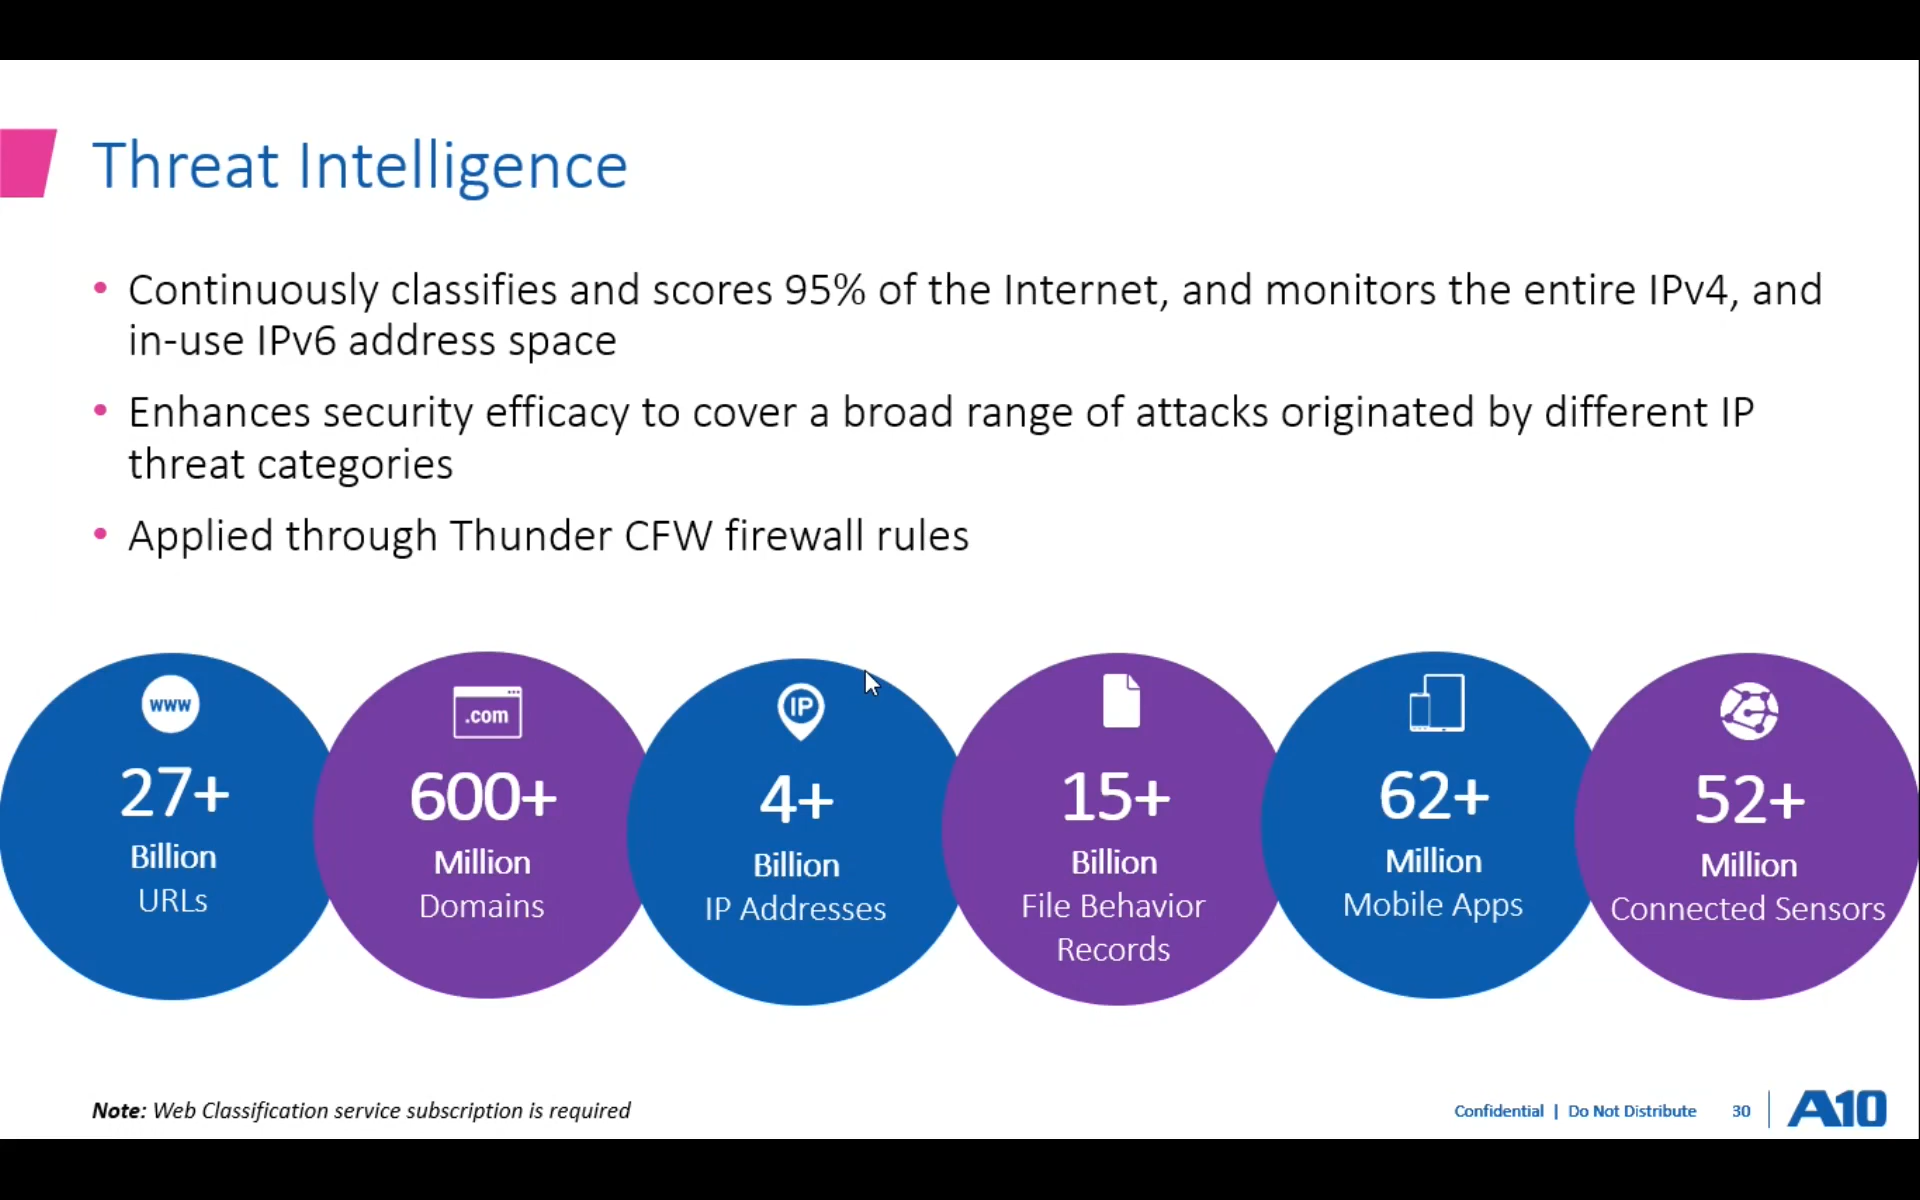 Threat Intelligence
• Continuously classifies and scores 95% of the Internet, and monitors the entire IPv4, and
in-use IPv6 address space
• Enhances security efficacy to cover a broad range of attacks originated by different IP
threat categories
• Applied through Thunder CFW firewall rules
www
27+
Billion
URLs
.com
600+
Million
Domains
IP
4+
Billion
IP Addresses
15+
Billion
File Behavior
Records
62+
Million
Mobile Apps
52+
Million
Connected Sensors
Note: Web Classification service subscription is required
Confidential | Do Not Distribute 30
A10